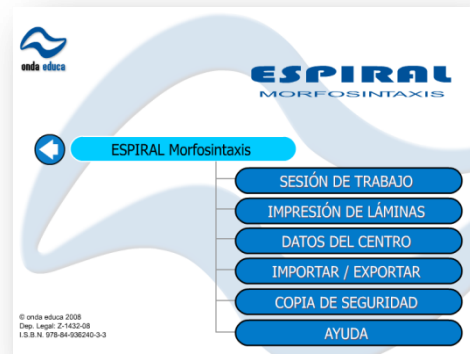 onda educa
ESPIRAL
MORFOSINTAXIS
ESPIRAL Morfosintaxis
SESIÓN DE TRABAJO
IMPRESIÓN DE LÁMINAS
DATOS DEL CENTRO
IMPORTAR / EXPORTAR
COPIA DE SEGURIDAD
AYUDA
© onda educa 2008
Dep. Legal: Z-1432-08
I.S.B.N. 978-84-936240-3-3